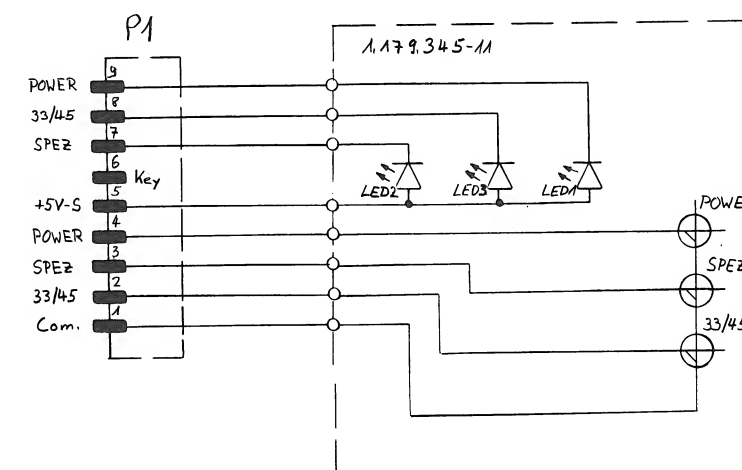 P1
1.179.345-11
POWER 9
33/45 8
SPEZ 7
6 Key
+5V-S 5
POWER 4
SPEZ 3
33/45 2
Com. 1
LED2 LED3 LED1
POWE
SPEZ
33/45